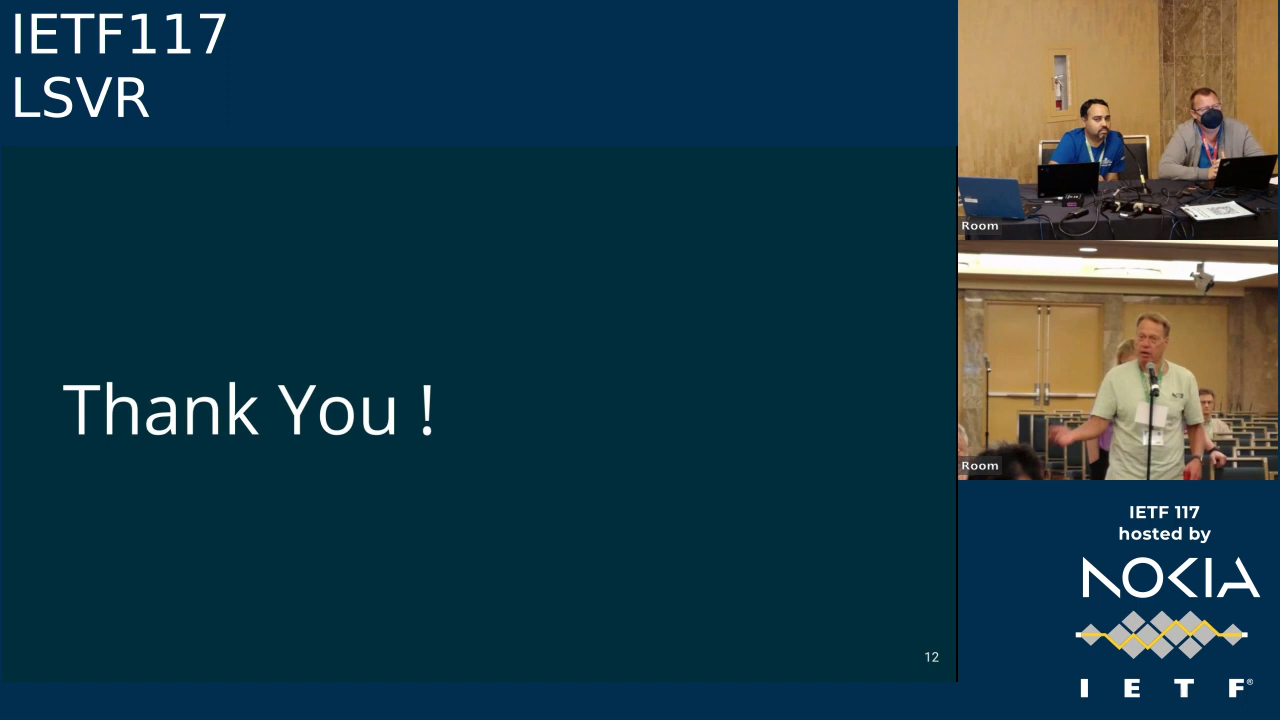 IETF117
LSVR
Thank You !
12
Room
Room
IETF 117
hosted by
NOKIA
I E T F®